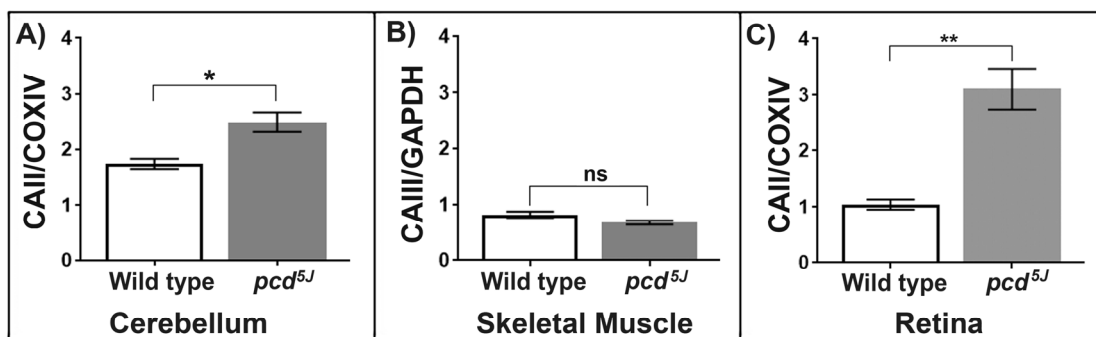 A)
CAII/COXIV
4
3
2
1
0
*
Wild type
pcd5J
Cerebellum
B)
CAIII/GAPDH
4
3
2
1
0
ns
Wild type
pcd5J
Skeletal Muscle
C)
CAII/COXIV
4
3
2
1
0
**
Wild type
pcd5J
Retina